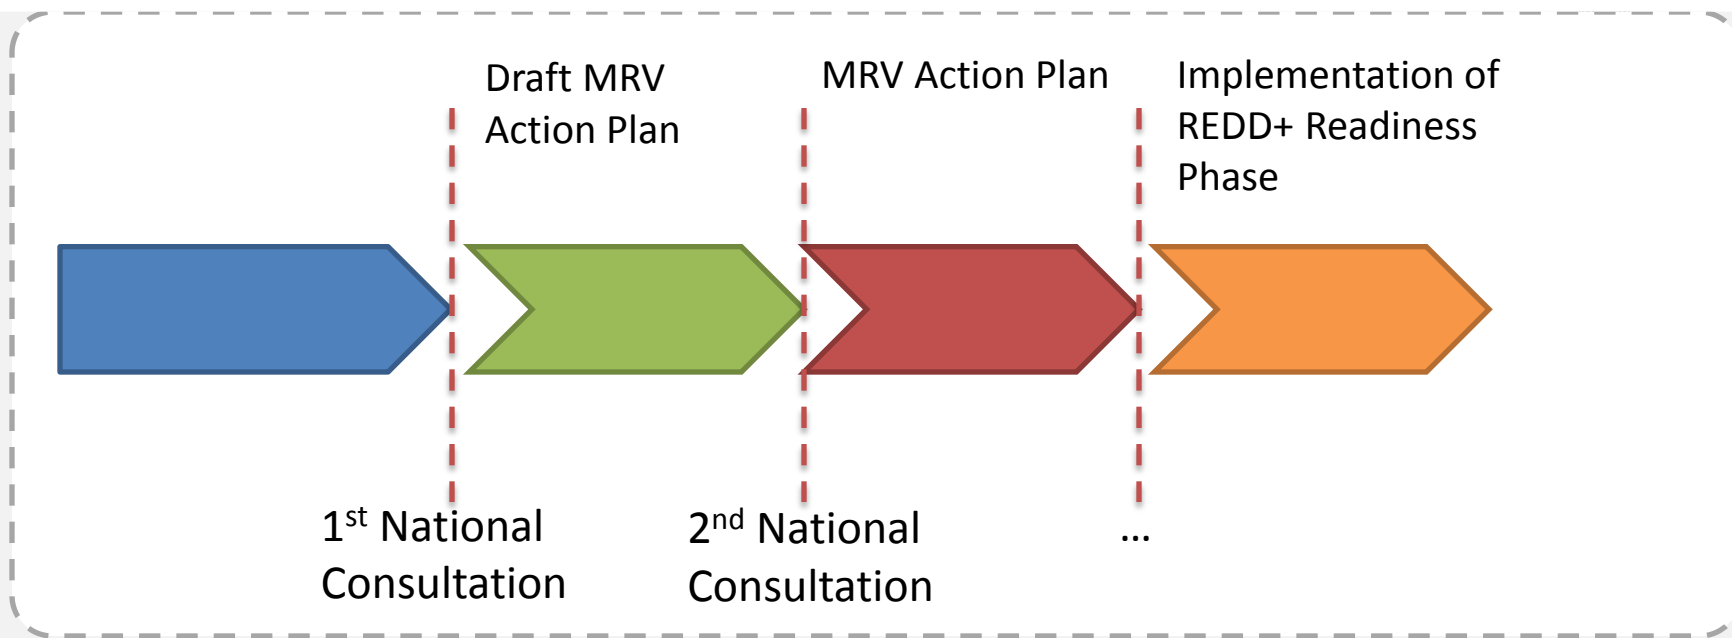 Draft MRV
Action Plan
MRV Action Plan
Implementation of
REDD+ Readiness
Phase
1st National
Consultation
2nd National
Consultation
...